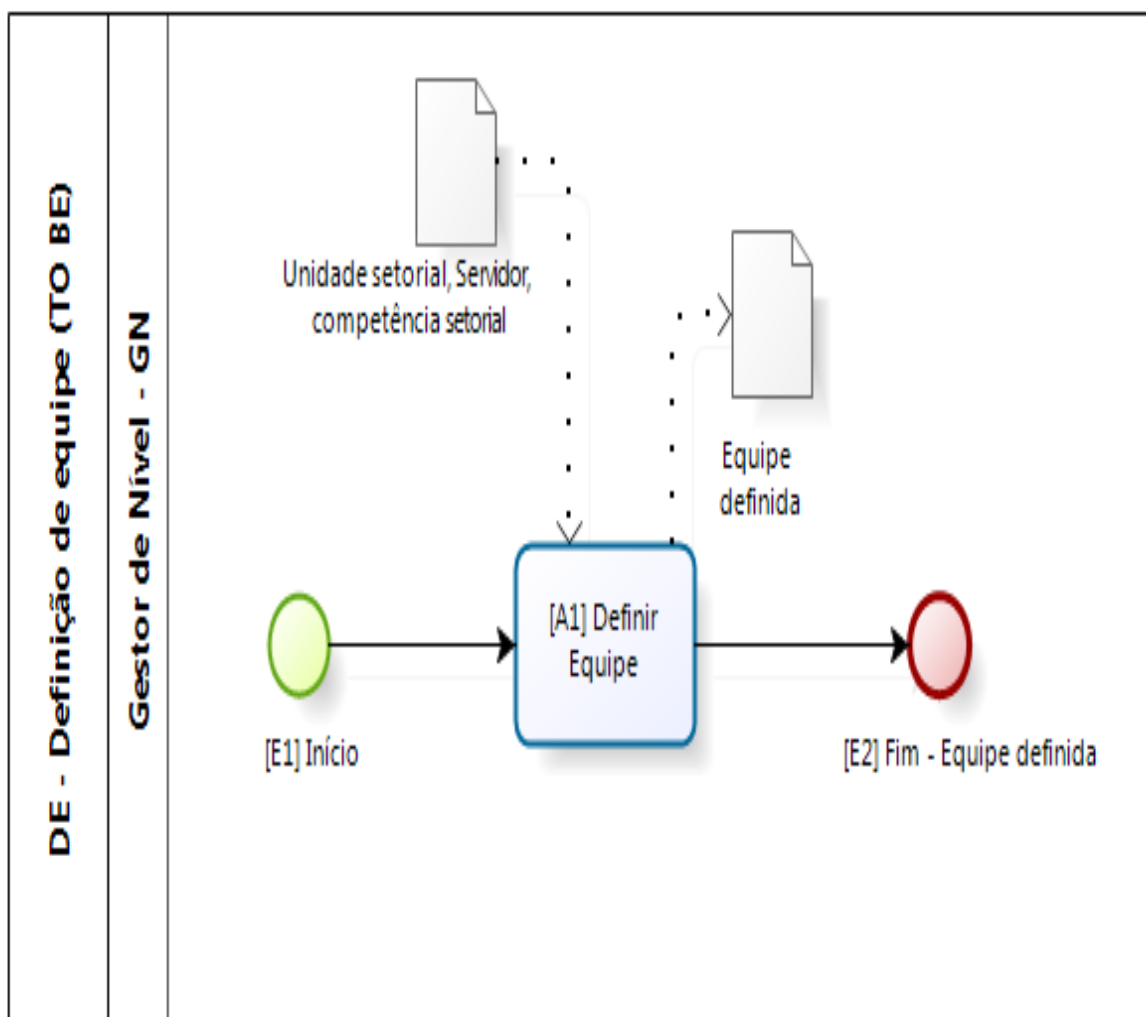 DE - Definição de equipe (TO BE)
Gestor de Nível - GN
Unidade setorial, Servidor,
competência setorial
Equipe
definida
[A1] Definir
Equipe
[E1] Início
[E2] Fim - Equipe definida